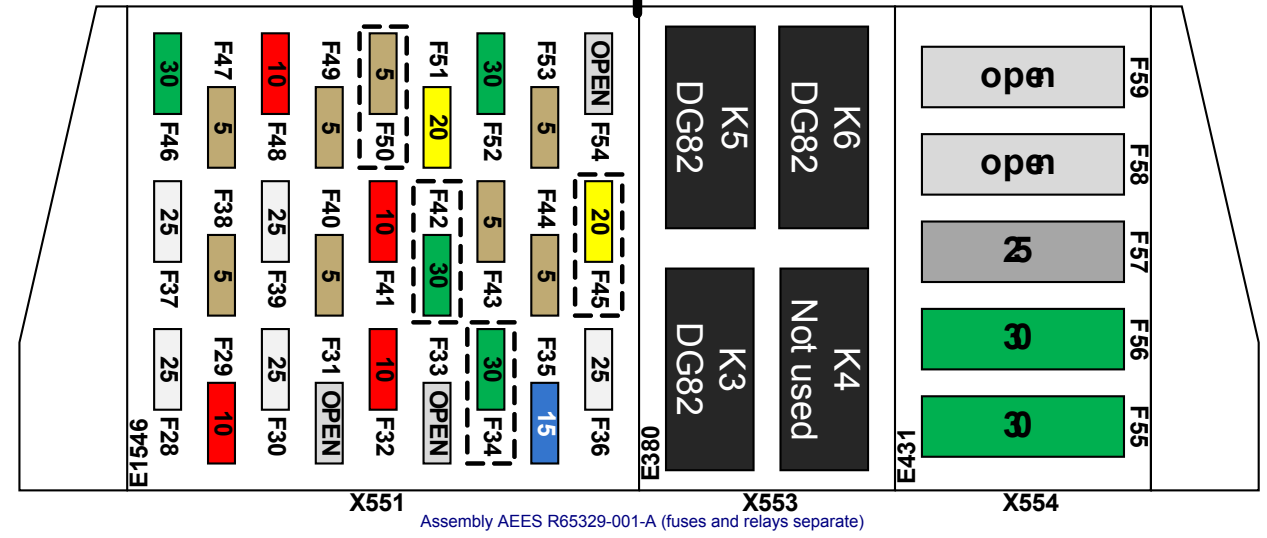 30 F46
F47 5
10 F48
F49 5
5 F50
F51 20
30 F52
F53 5
OPEN F54
25 F37
F38 5
25 F39
F40 5
10 F41
F42 30
5 F43
F44 5
20 F45
25 F28
F29 10
25 F30
F31 OPEN
10 F32
F33 OPEN
30 F34
F35 15
25 F36
E1546
X551
K5
DG82
K6
DG82
K3
DG82
K4
Not used
E380
X553
open F59
open F58
25 F57
30 F56
30 F55
E431
X554
Assembly AEES R65329-001-A (fuses and relays separate)